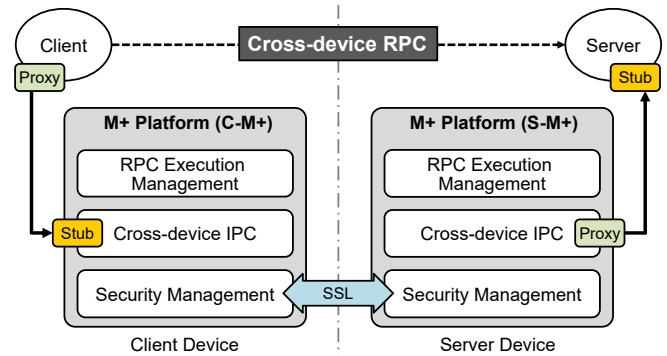 Client
Cross-device RPC
Server
Proxy
Stub
M+ Platform (C-M+)
RPC Execution
Management
Stub
Cross-device IPC
Security Management
SSL
M+ Platform (S-M+)
RPC Execution
Management
Cross-device IPC
Proxy
Security Management
Client Device
Server Device